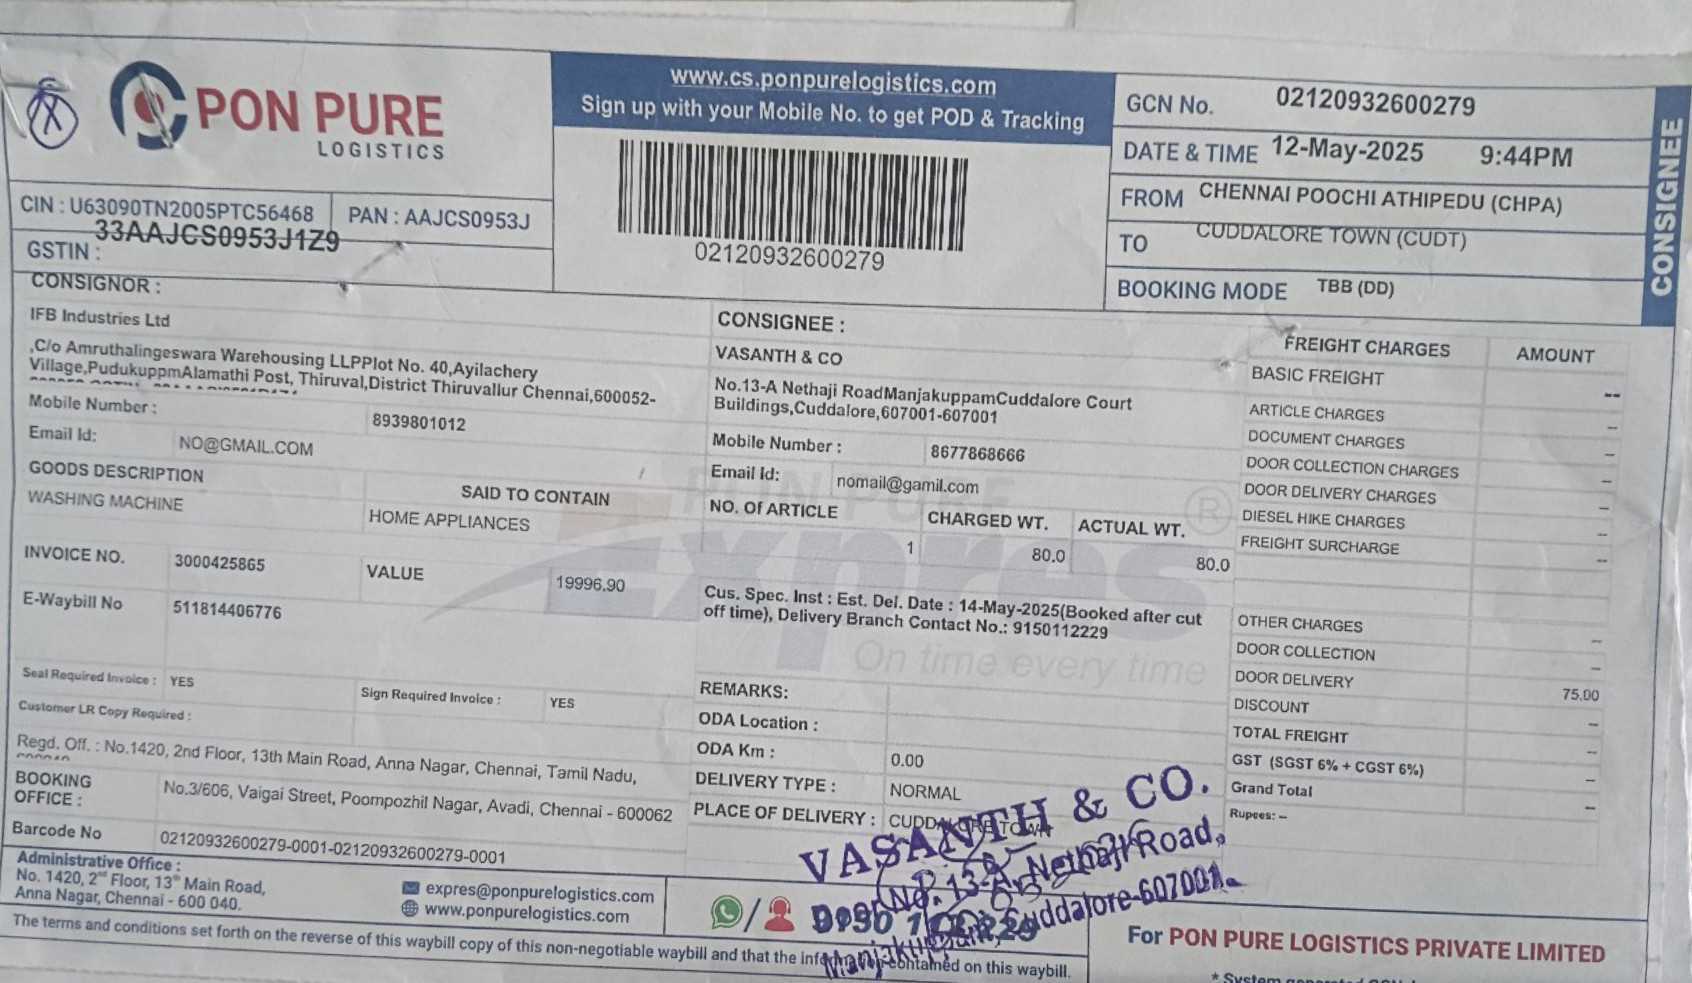 PON PURE
LOGISTICS
www.cs.ponpurelogistics.com
Sign up with your Mobile No. to get POD & Tracking
02120932600279
GCN No. 02120932600279
DATE & TIME 12-May-2025 9:44PM
FROM CHENNAI POOCHI ATHIPEDU (CHPA)
TO CUDDALORE TOWN (CUDT)
BOOKING MODE TBB (DD)
CONSIGNEE
CIN : U63090TN2005PTC56468 PAN : AAJCS0953J
GSTIN : 33AAJCS0953J1Z9
CONSIGNOR :
IFB Industries Ltd
,C/o Amruthalingeswara Warehousing LLPPlot No. 40,Ayilachery
Village,PudukuppmAlamathi Post, Thiruval,District Thiruvallur Chennai,600052-
Mobile Number : 8939801012
Email Id: NO@GMAIL.COM
GOODS DESCRIPTION SAID TO CONTAIN
WASHING MACHINE HOME APPLIANCES
INVOICE NO. 3000425865 VALUE 19996.90
E-Waybill No 511814406776
Seal Required Invoice : YES Sign Required Invoice : YES
Customer LR Copy Required :
Regd. Off. : No.1420, 2nd Floor, 13th Main Road, Anna Nagar, Chennai, Tamil Nadu,
BOOKING OFFICE : No.3/606, Vaigai Street, Poompozhil Nagar, Avadi, Chennai - 600062
Barcode No 02120932600279-0001-02120932600279-0001
CONSIGNEE :
VASANTH & CO
No.13-A Nethaji RoadManjakuppamCuddalore Court
Buildings,Cuddalore,607001-607001
Mobile Number : 8677868666
Email Id: nomail@gamil.com
NO. Of ARTICLE CHARGED WT. ACTUAL WT.
1 80.0 80.0
PON PURE
Expres ®
On time every time
Cus. Spec. Inst : Est. Del. Date : 14-May-2025(Booked after cut
off time), Delivery Branch Contact No.: 9150112229
REMARKS:
ODA Location :
ODA Km : 0.00
DELIVERY TYPE : NORMAL
PLACE OF DELIVERY : CUDDALORE TOWN
FREIGHT CHARGES AMOUNT
BASIC FREIGHT --
ARTICLE CHARGES --
DOCUMENT CHARGES --
DOOR COLLECTION CHARGES --
DOOR DELIVERY CHARGES --
DIESEL HIKE CHARGES --
FREIGHT SURCHARGE --
OTHER CHARGES --
DOOR COLLECTION --
DOOR DELIVERY 75.00
DISCOUNT --
TOTAL FREIGHT --
GST (SGST 6% + CGST 6%) --
Grand Total --
Rupees: --
VASANTH & CO.
Door No. 13-A, Nethaji Road,
Manjakuppam, Cuddalore-607001.
Administrative Office :
No. 1420, 2nd Floor, 13th Main Road,
Anna Nagar, Chennai - 600 040.
expres@ponpurelogistics.com
www.ponpurelogistics.com
The terms and conditions set forth on the reverse of this waybill copy of this non-negotiable waybill and that the information contained on this waybill.
For PON PURE LOGISTICS PRIVATE LIMITED